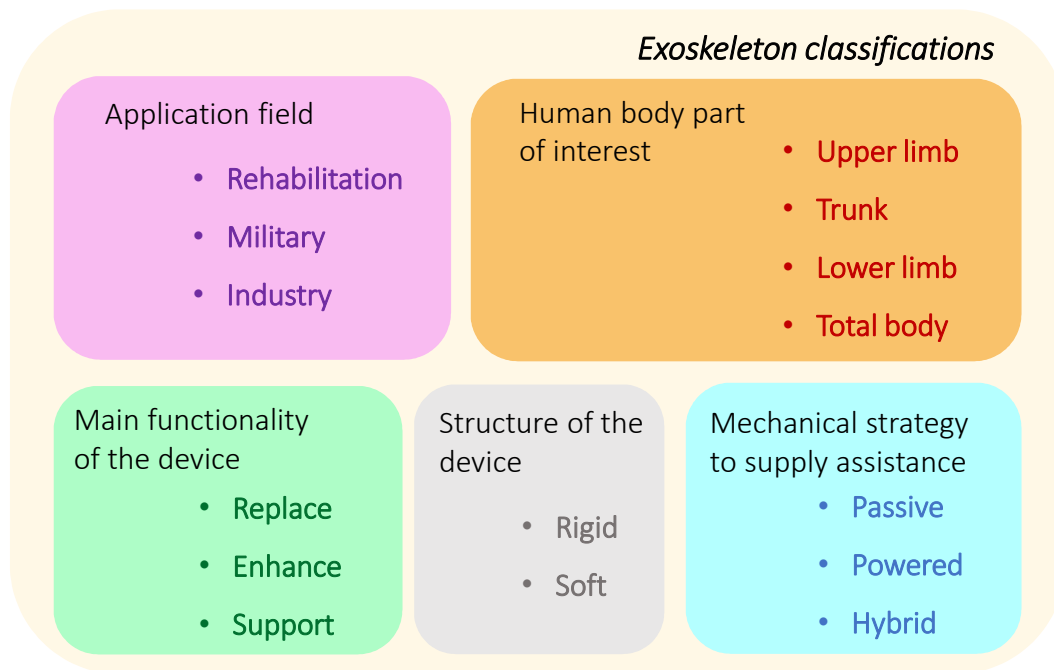 Exoskeleton classifications
Application field
• Rehabilitation
• Military
• Industry
Human body part
of interest
• Upper limb
• Trunk
• Lower limb
• Total body
Main functionality
of the device
• Replace
• Enhance
• Support
Structure of the
device
• Rigid
• Soft
Mechanical strategy
to supply assistance
• Passive
• Powered
• Hybrid